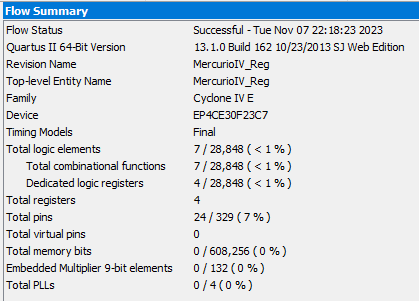 Flow Summary
Flow Status Successful - Tue Nov 07 22:18:23 2023
Quartus II 64-Bit Version 13.1.0 Build 162 10/23/2013 SJ Web Edition
Revision Name MercurioIV_Reg
Top-level Entity Name MercurioIV_Reg
Family Cyclone IV E
Device EP4CE30F23C7
Timing Models Final
Total logic elements 7 / 28,848 ( < 1 % )
Total combinational functions 7 / 28,848 ( < 1 % )
Dedicated logic registers 4 / 28,848 ( < 1 % )
Total registers 4
Total pins 24 / 329 ( 7 % )
Total virtual pins 0
Total memory bits 0 / 608,256 ( 0 % )
Embedded Multiplier 9-bit elements 0 / 132 ( 0 % )
Total PLLs 0 / 4 ( 0 % )